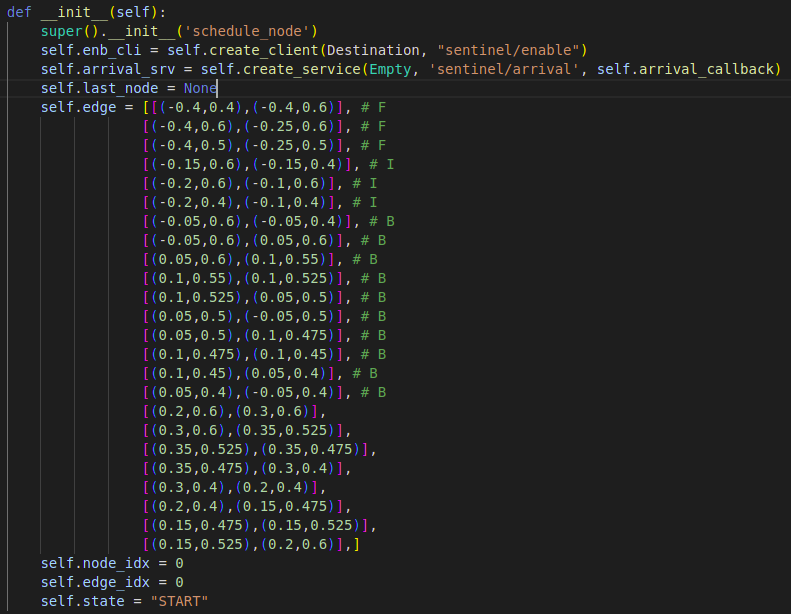 def __init__(self):
    super().__init__('schedule_node')
    self.enb_cli = self.create_client(Destination, "sentinel/enable")
    self.arrival_srv = self.create_service(Empty, 'sentinel/arrival', self.arrival_callback)
    self.last_node = None
    self.edge = [[(-0.4,0.4),(-0.4,0.6)], # F
                [(-0.4,0.6),(-0.25,0.6)], # F
                [(-0.4,0.5),(-0.25,0.5)], # F
                [(-0.15,0.6),(-0.15,0.4)], # I
                [(-0.2,0.6),(-0.1,0.6)], # I
                [(-0.2,0.4),(-0.1,0.4)], # I
                [(-0.05,0.6),(-0.05,0.4)], # B
                [(-0.05,0.6),(0.05,0.6)], # B
                [(0.05,0.6),(0.1,0.55)], # B
                [(0.1,0.55),(0.1,0.525)], # B
                [(0.1,0.525),(0.05,0.5)], # B
                [(0.05,0.5),(-0.05,0.5)], # B
                [(0.05,0.5),(0.1,0.475)], # B
                [(0.1,0.475),(0.1,0.45)], # B
                [(0.1,0.45),(0.05,0.4)], # B
                [(0.05,0.4),(-0.05,0.4)], # B
                [(0.2,0.6),(0.3,0.6)],
                [(0.3,0.6),(0.35,0.525)],
                [(0.35,0.525),(0.35,0.475)],
                [(0.35,0.475),(0.3,0.4)],
                [(0.3,0.4),(0.2,0.4)],
                [(0.2,0.4),(0.15,0.475)],
                [(0.15,0.475),(0.15,0.525)],
                [(0.15,0.525),(0.2,0.6)],]
    self.node_idx = 0
    self.edge_idx = 0
    self.state = "START"